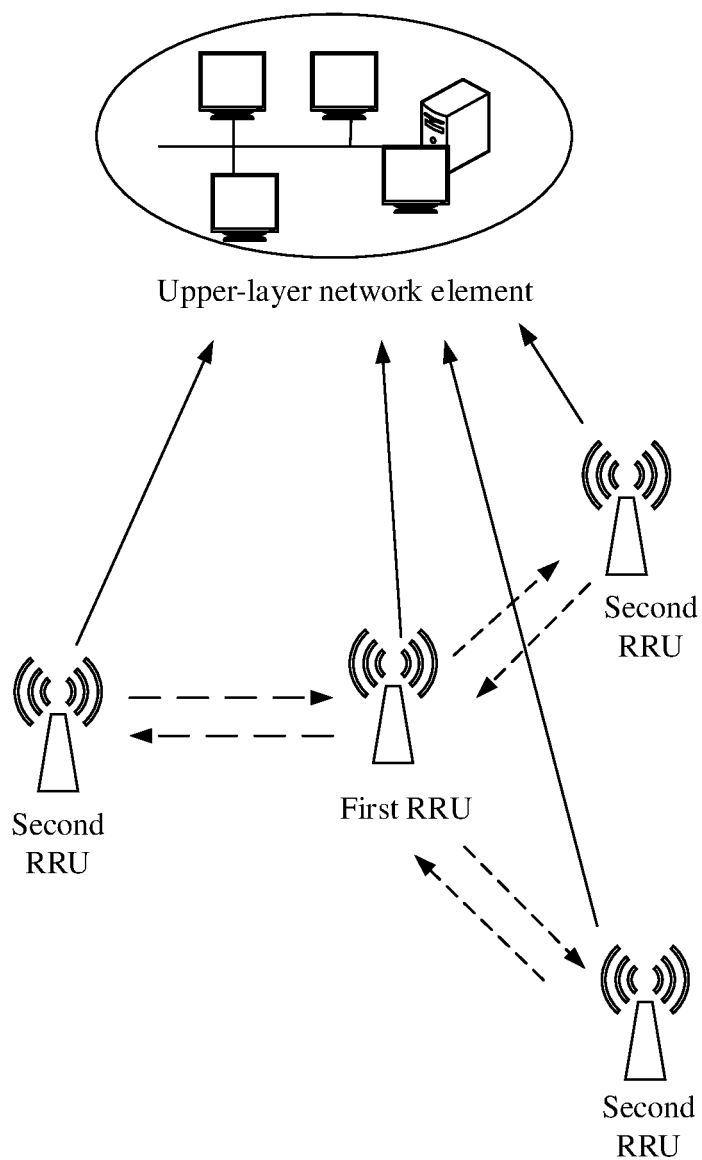 Upper-layer network element
Second
RRU
First RRU
Second
RRU
Second
RRU